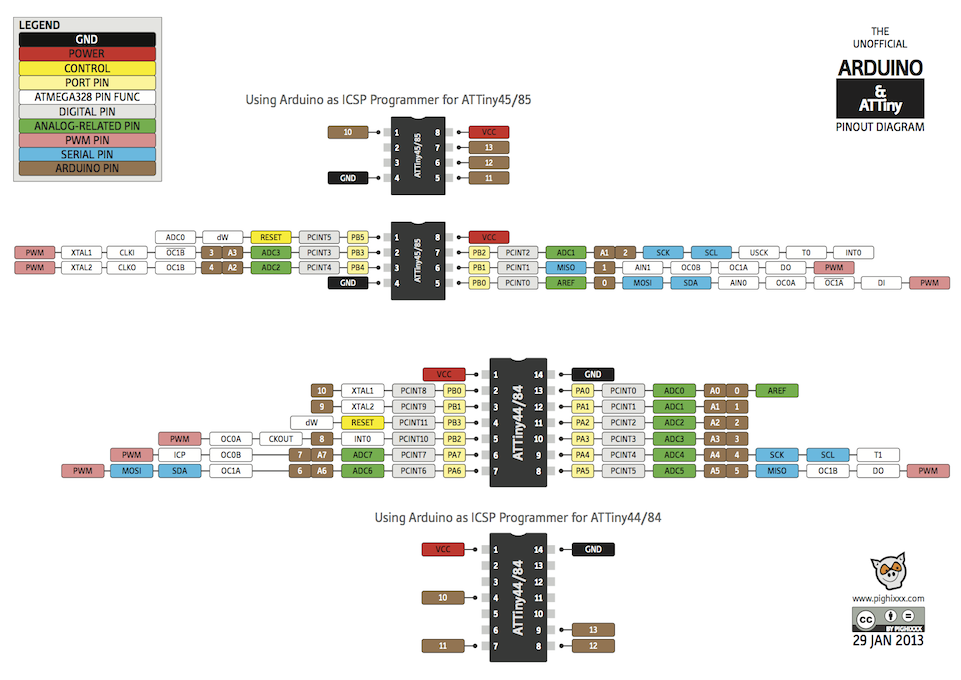 LEGEND
GND
POWER
CONTROL
PORT PIN
ATMEGA328 PIN FUNC
DIGITAL PIN
ANALOG-RELATED PIN
PWM PIN
SERIAL PIN
ARDUINO PIN
THE
UNOFFICIAL
ARDUINO
&
ATTiny
PINOUT DIAGRAM
Using Arduino as ICSP Programmer for ATTiny45/85
10 1 8 VCC
2 7 13
3 6 12
GND 4 5 11
ATTiny45/85
ADC0 dW RESET PCINT5 PB5 1 8 VCC
PWM XTAL1 CLKI OC1B 3 A3 ADC3 PCINT3 PB3 2 7 PB2 PCINT2 ADC1 A1 2 SCK SCL USCK T0 INT0
PWM XTAL2 CLKO OC1B 4 A2 ADC2 PCINT4 PB4 3 6 PB1 PCINT1 MISO 1 AIN1 OC0B OC1A DO PWM
GND 4 5 PB0 PCINT0 AREF 0 MOSI SDA AIN0 OC0A OC1A DI PWM
ATTiny45/85
VCC 1 14 GND
10 XTAL1 PCINT8 PB0 2 13 PA0 PCINT0 ADC0 A0 0 AREF
9 XTAL2 PCINT9 PB1 3 12 PA1 PCINT1 ADC1 A1 1
dW RESET PCINT11 PB3 4 11 PA2 PCINT2 ADC2 A2 2
PWM OC0A CKOUT 8 INT0 PCINT10 PB2 5 10 PA3 PCINT3 ADC3 A3 3
PWM ICP OC0B 7 A7 ADC7 PCINT7 PA7 6 9 PA4 PCINT4 ADC4 A4 4 SCK SCL T1
PWM MOSI SDA OC1A 6 A6 ADC6 PCINT6 PA6 7 8 PA5 PCINT5 ADC5 A5 5 MISO OC1B DO PWM
ATTiny44/84
Using Arduino as ICSP Programmer for ATTiny44/84
VCC 1 14 GND
2 13
3 12
10 4 11
5 10
6 9 13
11 7 8 12
ATTiny44/84
www.pighixxx.com
cc
BY PIGHIXXX
29 JAN 2013